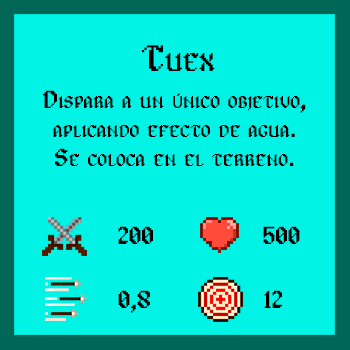 Tuex
Dispara a un único objetivo,
aplicando efecto de agua.
Se coloca en el terreno.
200 500
0,8 12